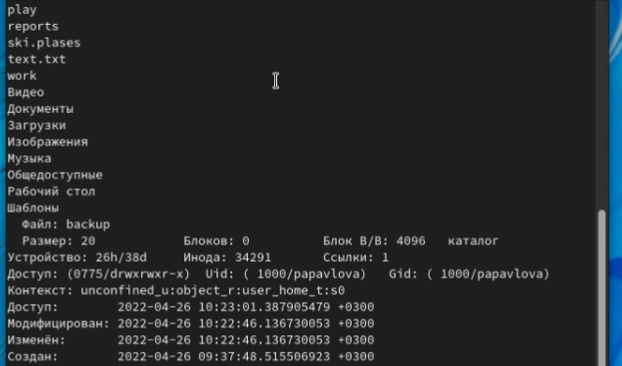 play
reports
ski.plases
text.txt
work
Видео
Документы
Загрузки
Изображения
Музыка
Общедоступные
Рабочий стол
Шаблоны
Файл: backup
Размер: 20 Блоков: 0 Блок В/В: 4096 каталог
Устройство: 26h/38d Инода: 34291 Ссылки: 1
Доступ: (0775/drwxrwxr-x) Uid: ( 1000/papavlova) Gid: ( 1000/papavlova)
Контекст: unconfined_u:object_r:user_home_t:s0
Доступ: 2022-04-26 10:23:01.387905479 +0300
Модифицирован: 2022-04-26 10:22:46.136730053 +0300
Изменён: 2022-04-26 10:22:46.136730053 +0300
Создан: 2022-04-26 09:37:48.515506923 +0300